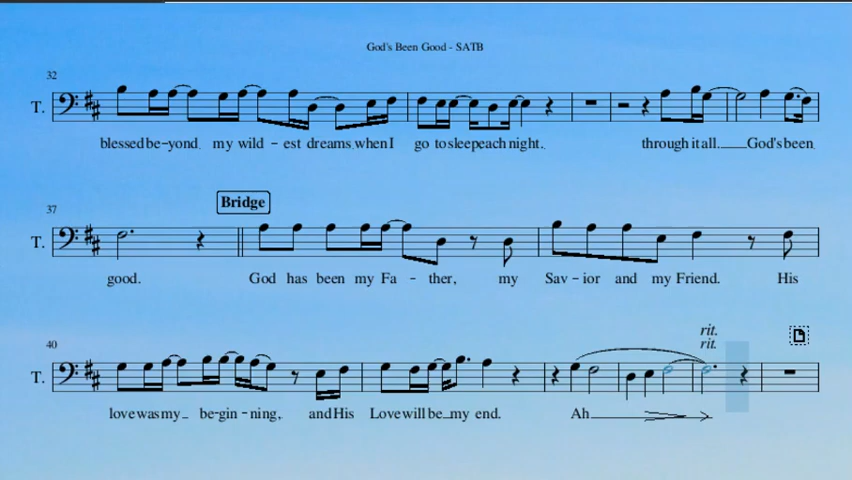 God's Been Good - SATB
32
T.
blessed be-yond my wild - est dreams when I go to sleep each night. through it all. God's been
37
Bridge
T.
good. God has been my Fa - ther, my Sav - ior and my Friend. His
40
rit.
rit.
T.
love was my be-gin - ning, and His Love will be my end. Ah